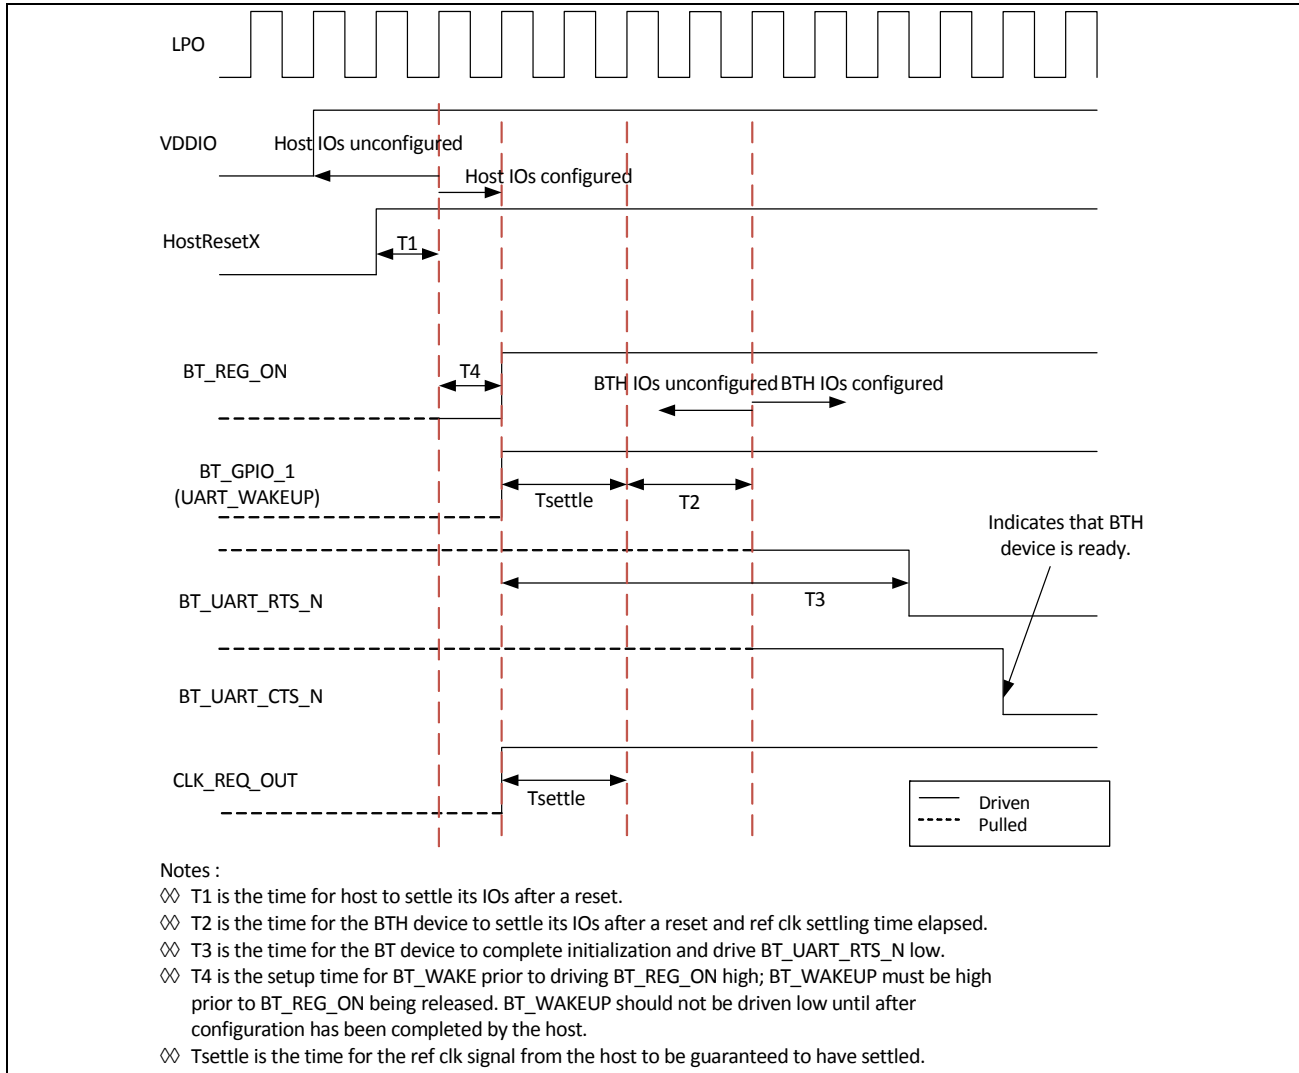 LPO
VDDIO
Host IOs unconfigured
Host IOs configured
HostResetX
T1
BT_REG_ON
T4
BTH IOs unconfigured BTH IOs configured
BT_GPIO_1
(UART_WAKEUP)
Tsettle
T2
Indicates that BTH
device is ready.
BT_UART_RTS_N
T3
BT_UART_CTS_N
CLK_REQ_OUT
Tsettle
Driven
Pulled
Notes :
◊◊ T1 is the time for host to settle its IOs after a reset.
◊◊ T2 is the time for the BTH device to settle its IOs after a reset and ref clk settling time elapsed.
◊◊ T3 is the time for the BT device to complete initialization and drive BT_UART_RTS_N low.
◊◊ T4 is the setup time for BT_WAKE prior to driving BT_REG_ON high; BT_WAKEUP must be high
prior to BT_REG_ON being released. BT_WAKEUP should not be driven low until after
configuration has been completed by the host.
◊◊ Tsettle is the time for the ref clk signal from the host to be guaranteed to have settled.